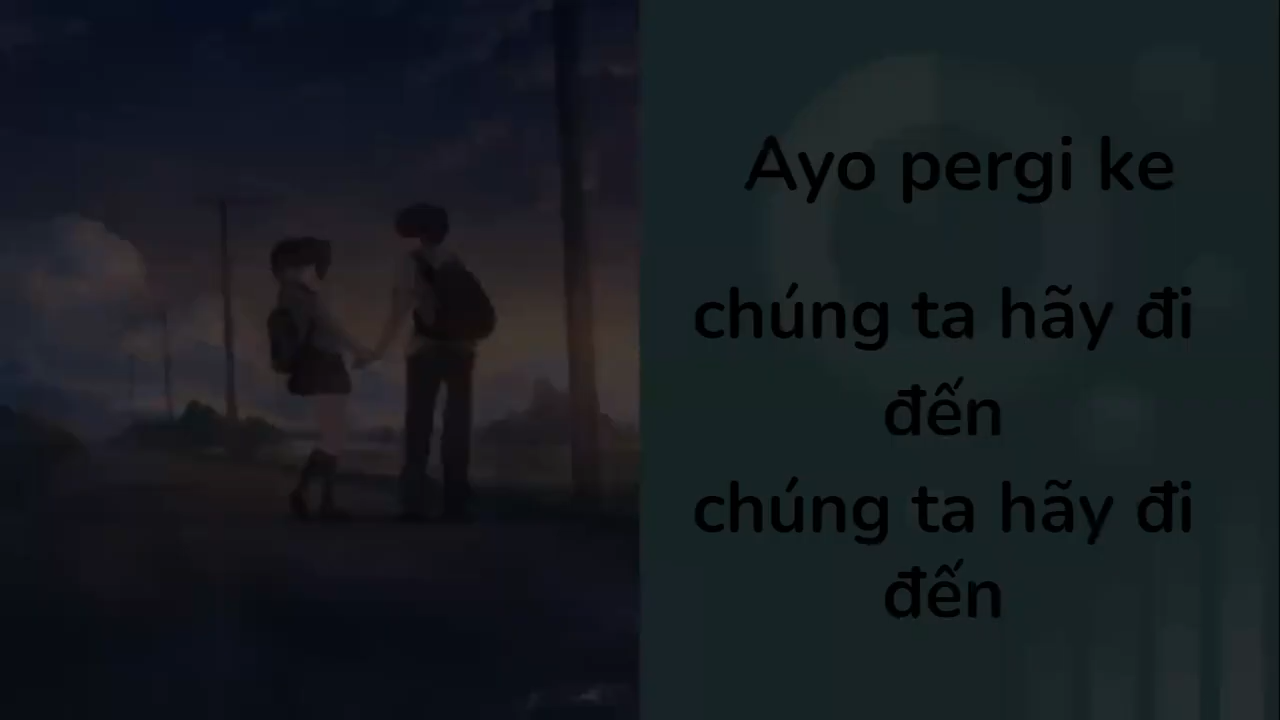 Ayo pergi ke
chúng ta hãy đi
đến
chúng ta hãy đi
đến